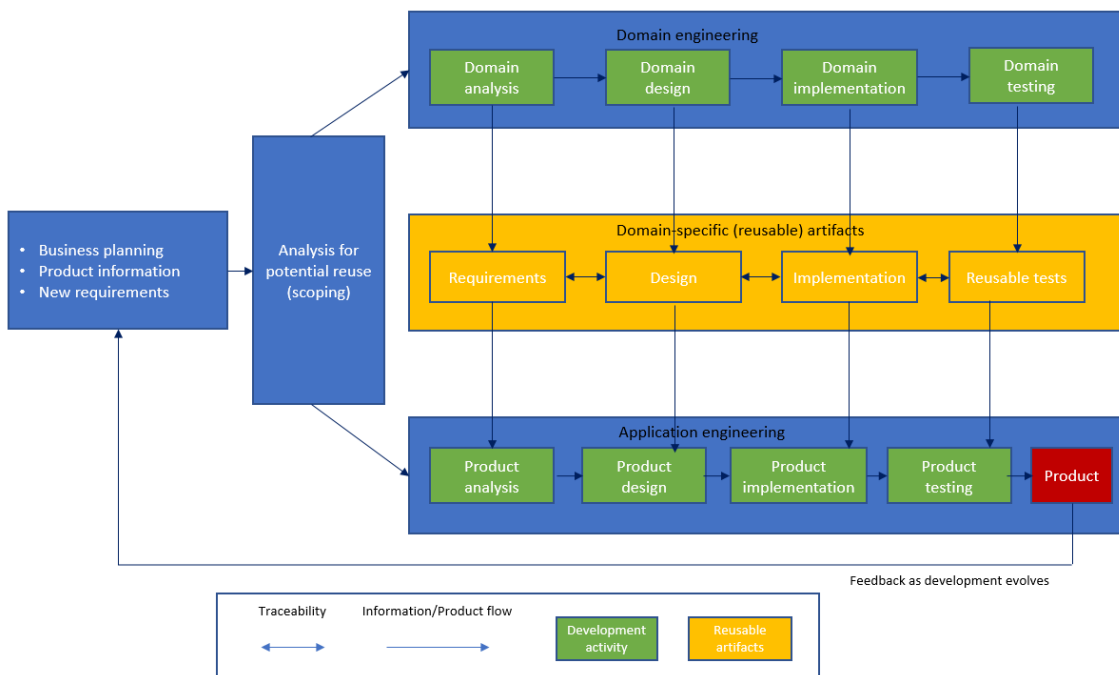 Domain engineering
Domain
analysis
Domain
design
Domain
implementation
Domain
testing
• Business planning
• Product information
• New requirements
Analysis for
potential reuse
(scoping)
Domain-specific (reusable) artifacts
Requirements
Design
Implementation
Reusable tests
Application engineering
Product
analysis
Product
design
Product
implementation
Product
testing
Product
Feedback as development evolves
Traceability
Information/Product flow
Development
activity
Reusable
artifacts